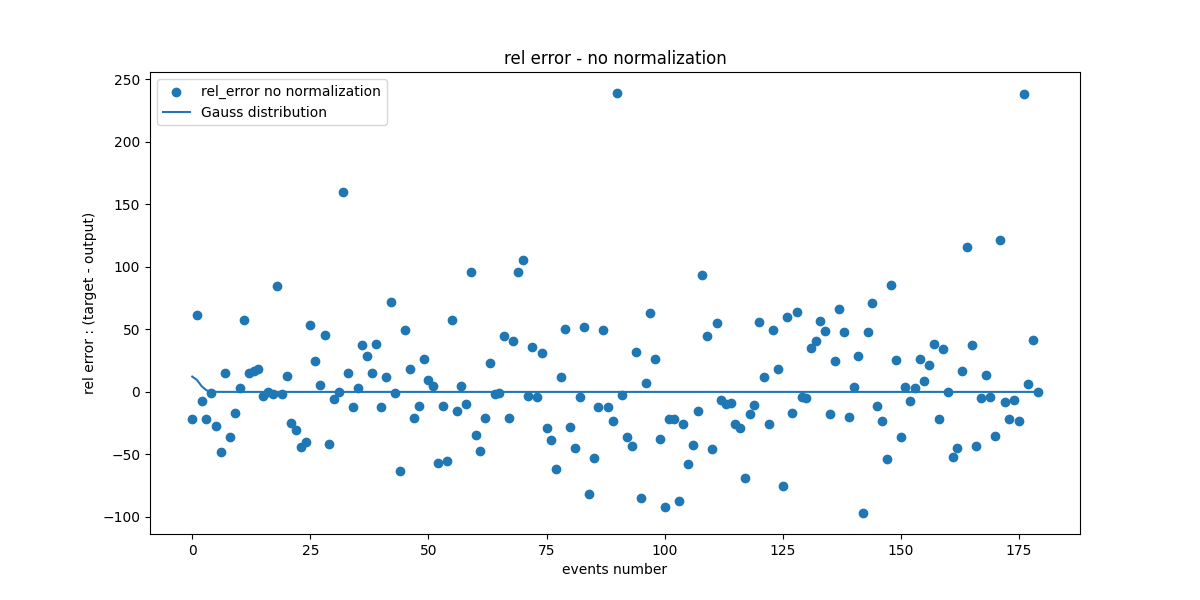 rel error - no normalization
rel_error no normalization
Gauss distribution
250
200
150
100
50
0
−50
−100
rel error : (target - output)
0 25 50 75 100 125 150 175
events number